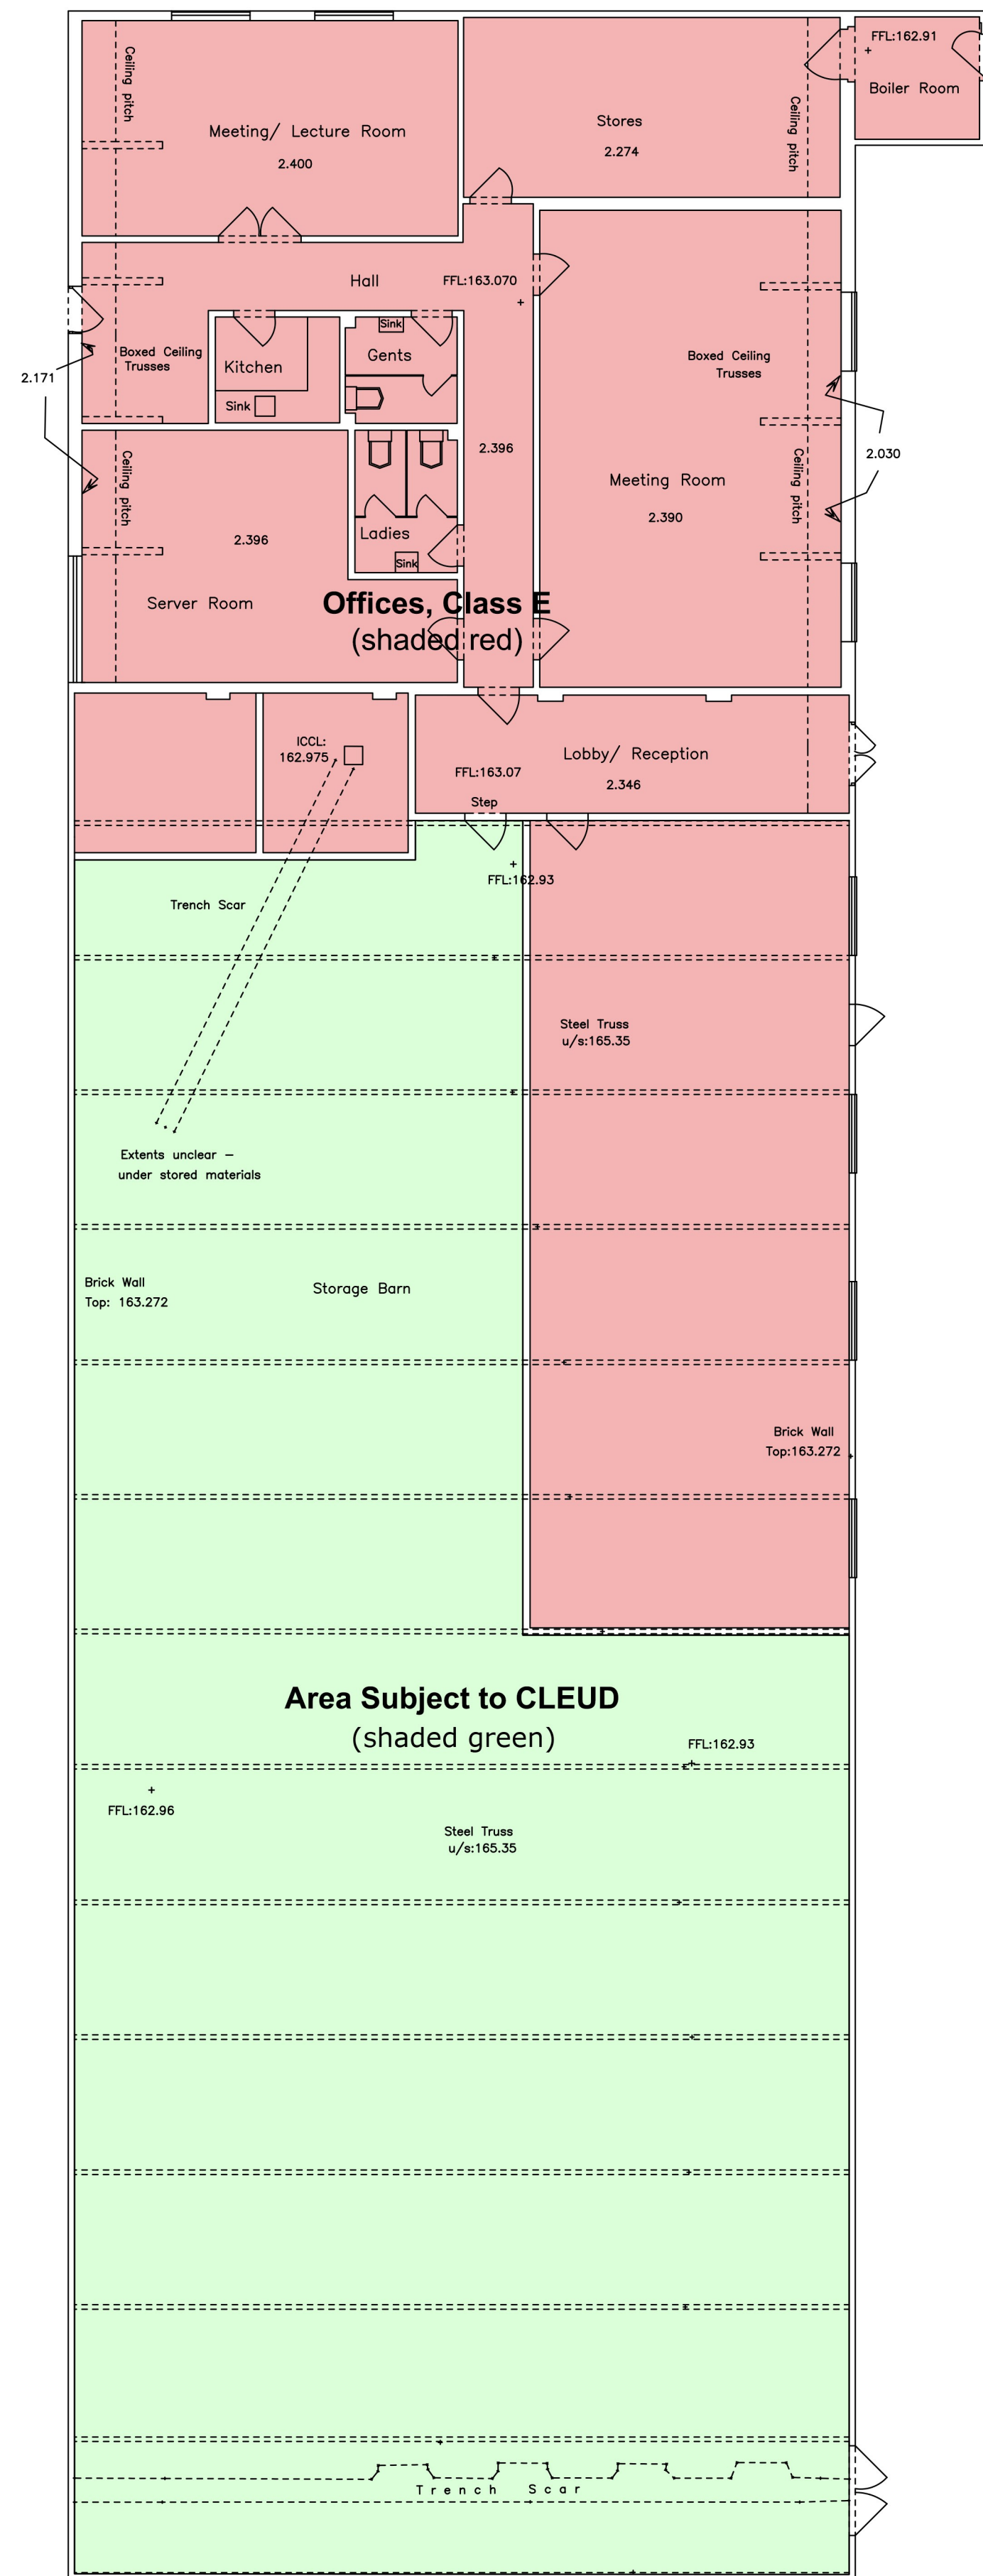 FFL:162.91
Boiler Room
Ceiling pitch
Meeting/ Lecture Room
2.400
Stores
2.274
Ceiling pitch
Hall
FFL:163.070
Sink
Gents
Kitchen
Sink
Boxed Ceiling
Trusses
2.171
Boxed Ceiling
Trusses
2.030
2.396
Ceiling pitch
Ceiling pitch
Meeting Room
2.390
Ladies
Sink
2.396
Server Room
Offices, Class E
(shaded red)
ICCL:
162.975
Lobby/ Reception
2.346
FFL:163.07
Step
FFL:162.93
Trench Scar
Steel Truss
u/s:165.35
Extents unclear –
under stored materials
Brick Wall
Top: 163.272
Storage Barn
Brick Wall
Top:163.272
Area Subject to CLEUD
(shaded green)
FFL:162.93
FFL:162.96
Steel Truss
u/s:165.35
Trench Scar